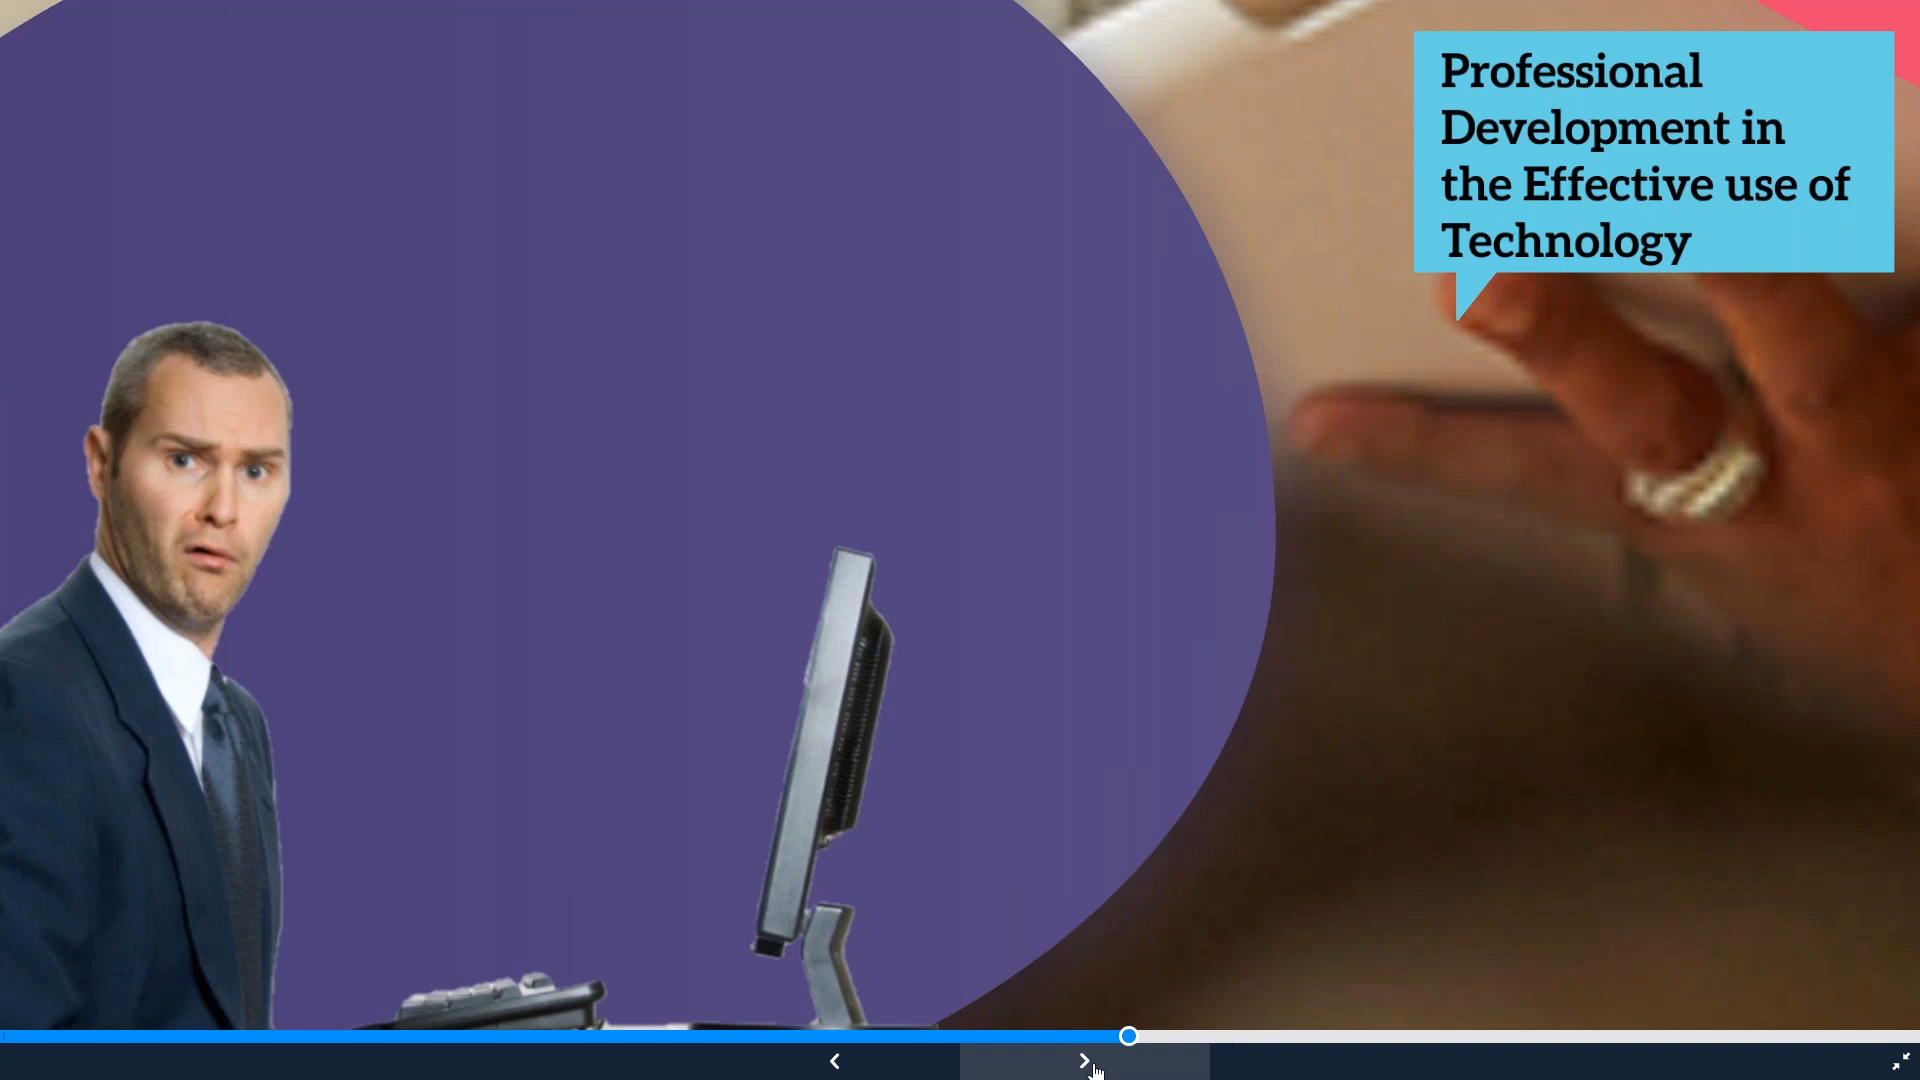 Professional
Development in
the Effective use of
Technology